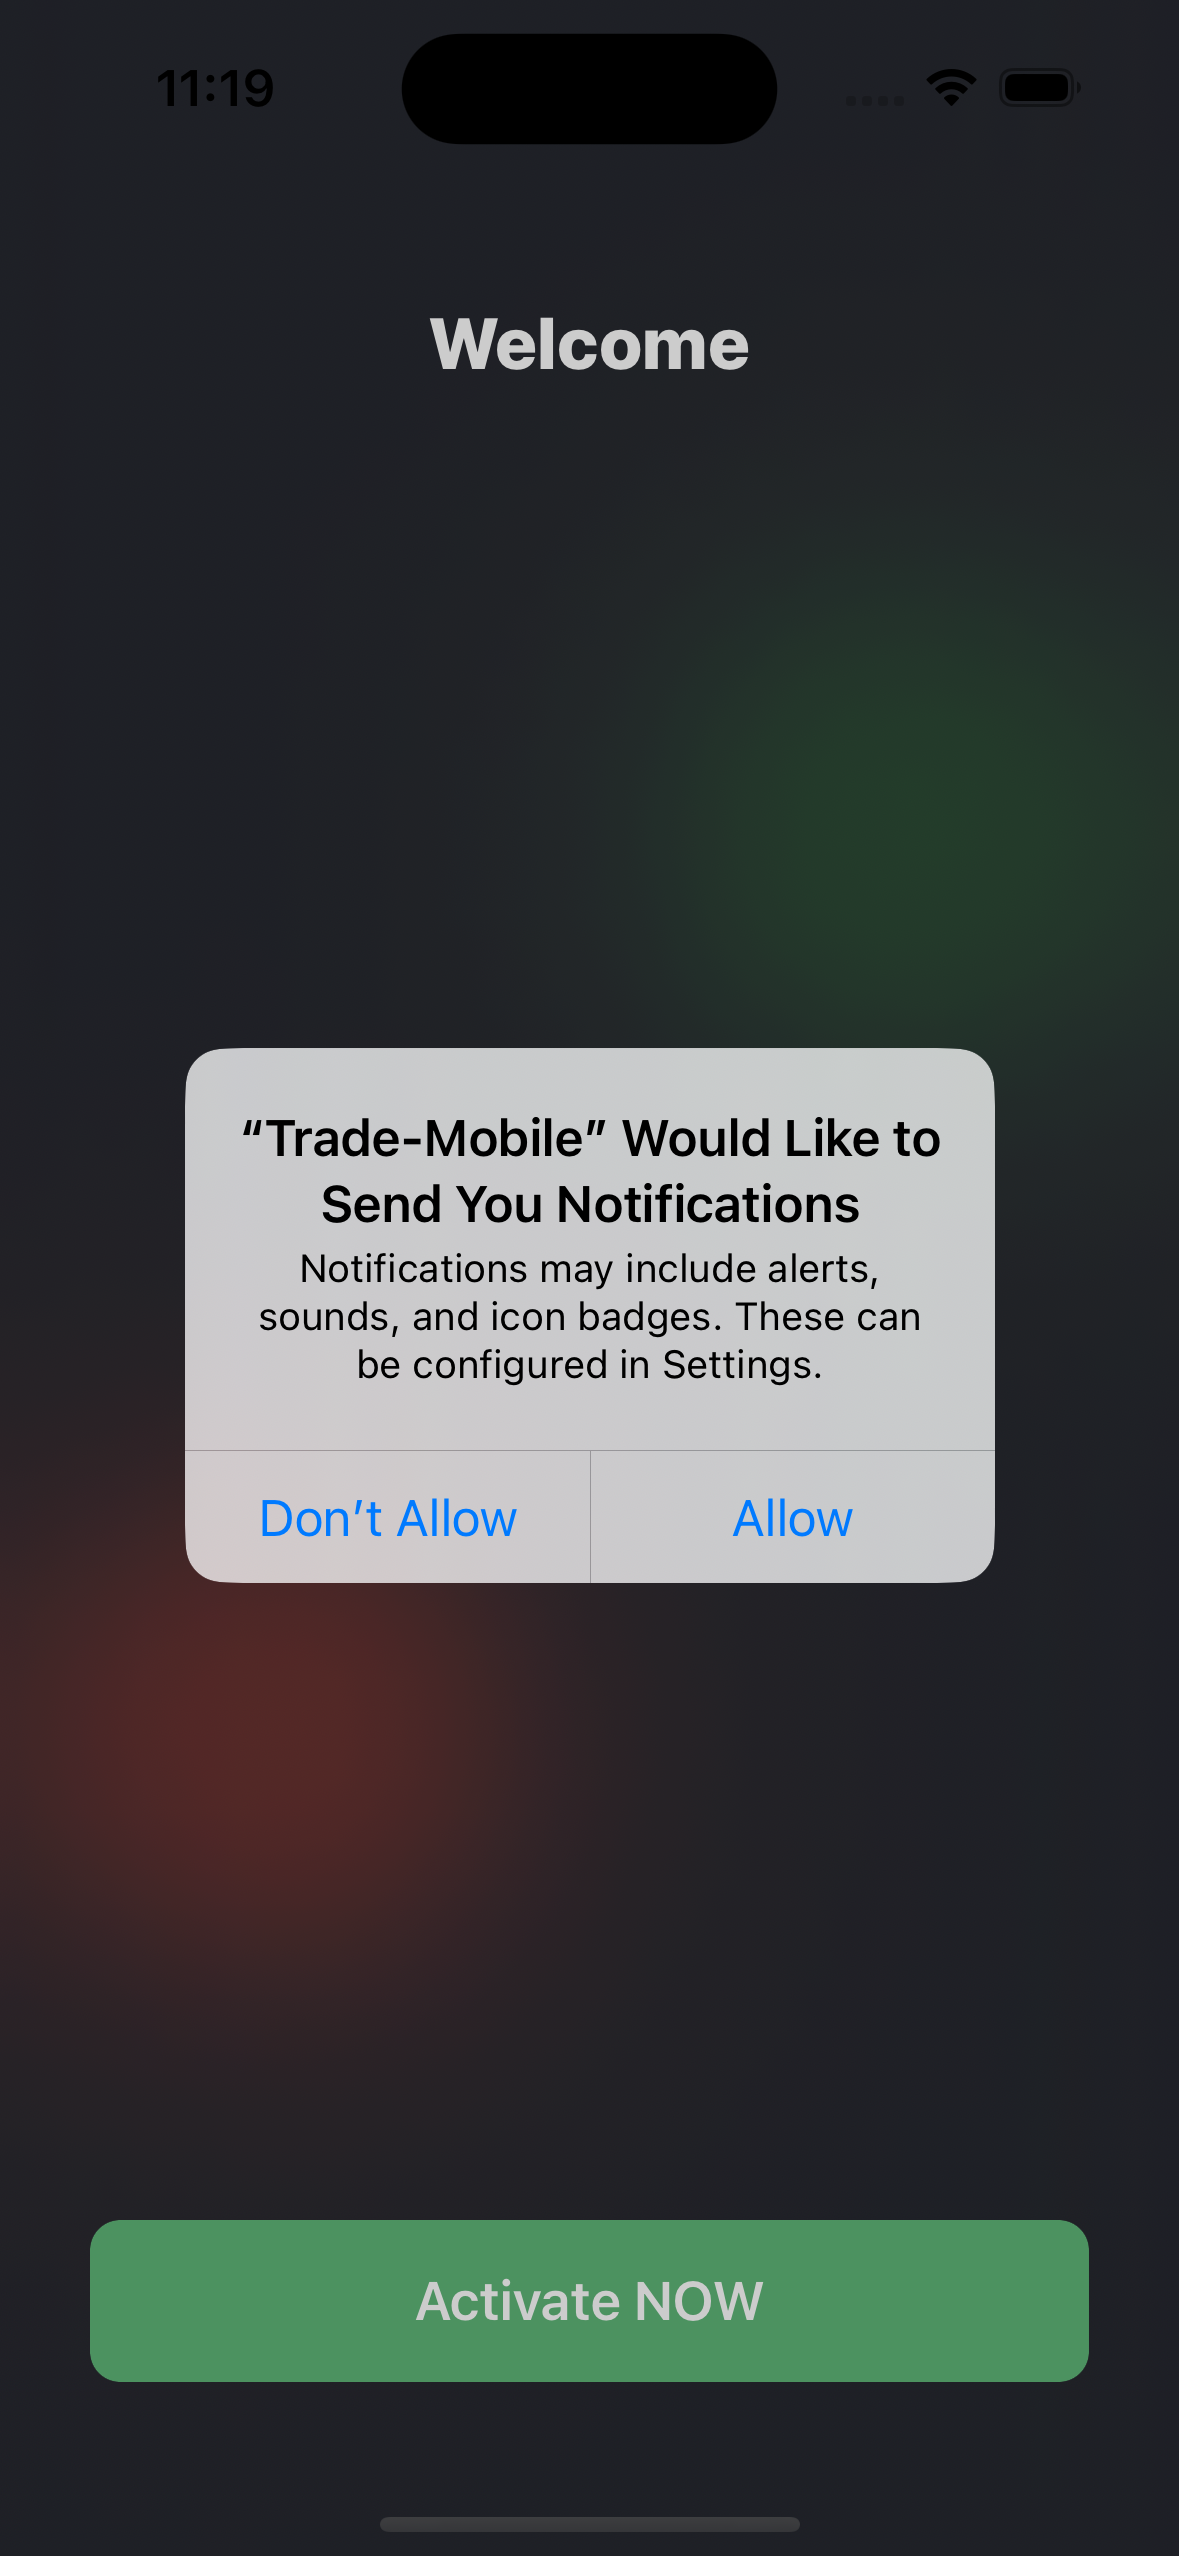 11:19
Welcome
“Trade-Mobile” Would Like to
Send You Notifications
Notifications may include alerts,
sounds, and icon badges. These can
be configured in Settings.
Don’t Allow
Allow
Activate NOW